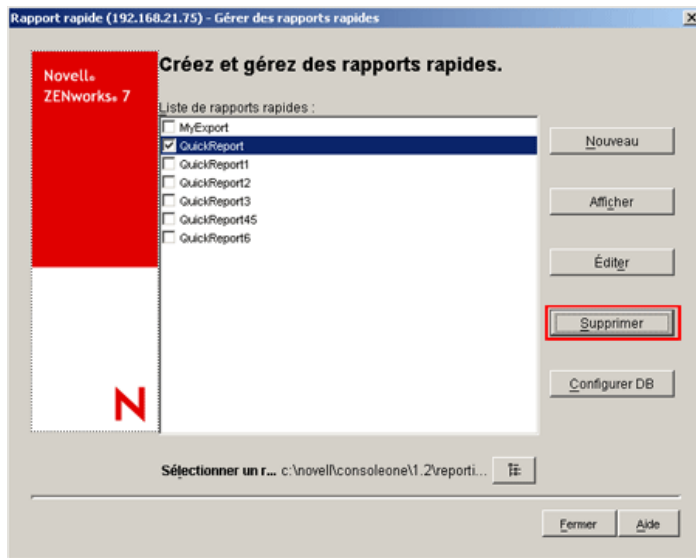 Rapport rapide (192.168.21.75) - Gérer des rapports rapides
Novell®
ZENworks® 7
Créez et gérez des rapports rapides.
Liste de rapports rapides :
MyExport
QuickReport
QuickReport1
QuickReport2
QuickReport3
QuickReport45
QuickReport6
Nouveau
Afficher
Éditer
Supprimer
Configurer DB
N
Sélectionner un r... c:\novell\consoleone\1.2\reporti...
Fermer
Aide